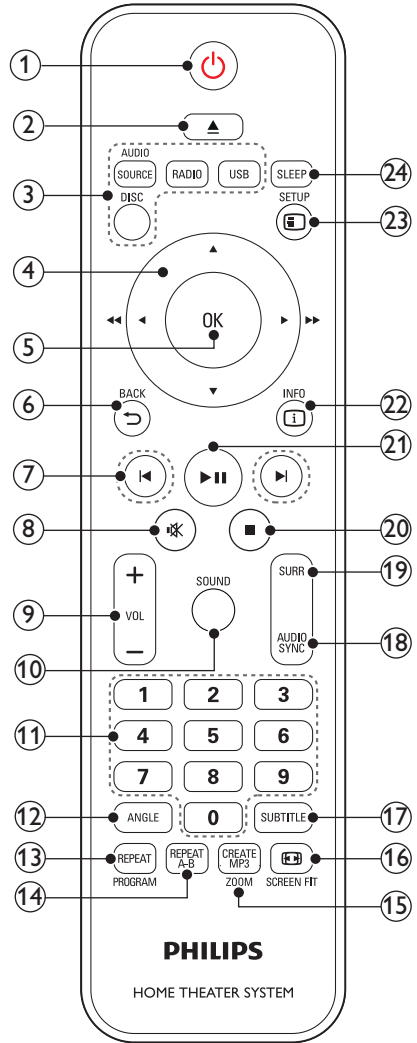 1
2
AUDIO
SOURCE RADIO USB SLEEP 24
3 DISC SETUP 23
4
OK
5
6 BACK INFO 22
i
7 21
8 20
SURR 19
+
9 VOL SOUND
–
10 AUDIO
SYNC 18
1 2 3
11 4 5 6
7 8 9
12 ANGLE 0 SUBTITLE 17
13 REPEAT REPEAT
A-B CREATE
MP3 16
PROGRAM 14 ZOOM SCREEN FIT
15
PHILIPS
HOME THEATER SYSTEM